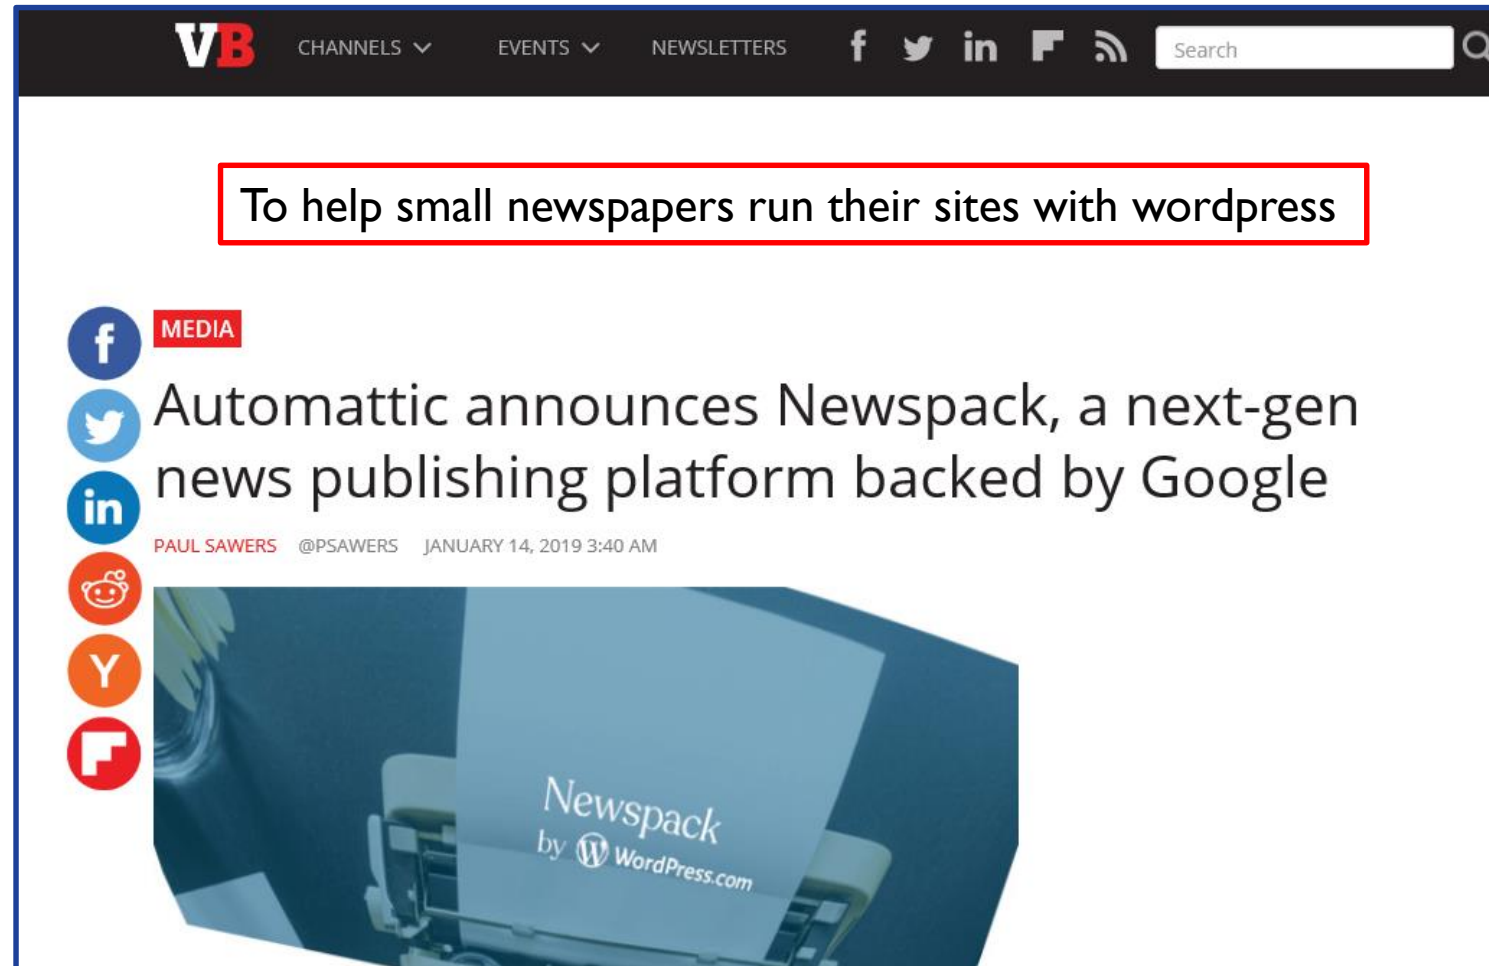 VB CHANNELS EVENTS NEWSLETTERS f in Search
To help small newspapers run their sites with wordpress
f
MEDIA
Automattic announces Newspack, a next-gen
news publishing platform backed by Google
in
PAUL SAWERS @PSAWERS JANUARY 14, 2019 3:40 AM
Y
Newspack
by W WordPress.com